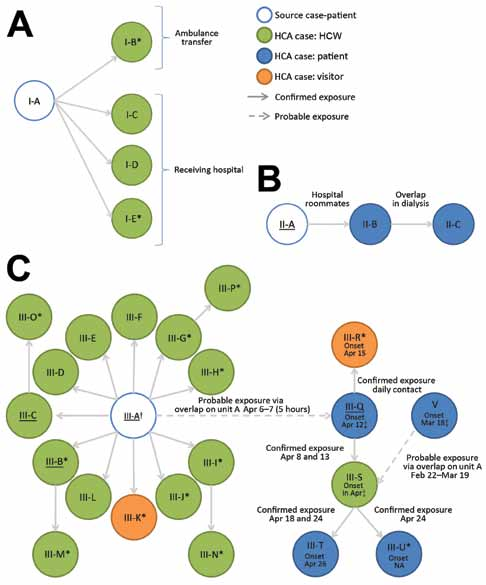 A
I-A
I-B*
I-C
I-D
I-E*
Ambulance
transfer
Receiving hospital
Source case-patient
HCA case: HCW
HCA case: patient
HCA case: visitor
Confirmed exposure
Probable exposure
B
Hospital
roommates
Overlap
in dialysis
II-A
II-B
II-C
C
III-O*
III-E
III-F
III-G*
III-P*
III-D
III-H*
III-C
III-A†
III-B*
III-I*
III-L
III-K*
III-J*
III-M*
III-N*
Probable exposure via
overlap on unit A Apr 6–7 (5 hours)
III-R*
Onset
Apr 15
Confirmed exposure
daily contact
III-Q
Onset
Apr 12‡
V
Onset
Mar 18‡
Confirmed exposure
Apr 8 and 13
Probable exposure
via overlap on unit A
Feb 22–Mar 19
III-S
Onset
in Apr‡
Confirmed exposure
Apr 18 and 24
Confirmed exposure
Apr 24
III-T
Onset
Apr 26
III-U*
Onset
NA